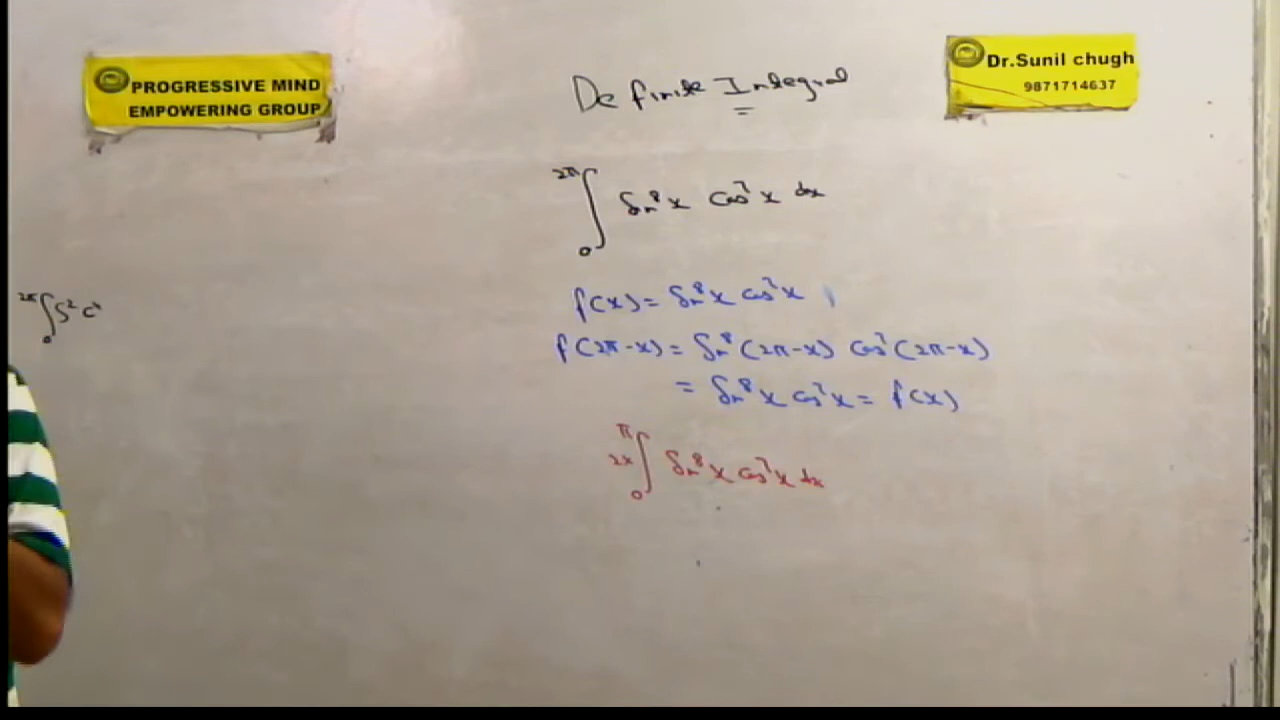 PROGRESSIVE MIND
EMPOWERING GROUP
Dr.Sunil chugh
9871714637
Definite Integral
∫₀^2π Sin⁸x Cos⁷x dx
f(x) = Sin⁸x cos⁷x
f(2π-x) = Sin⁸(2π-x) Cos⁷(2π-x)
= Sin⁸x cos⁷x = f(x)
2x ∫₀^π Sin⁸x cos⁷x dx